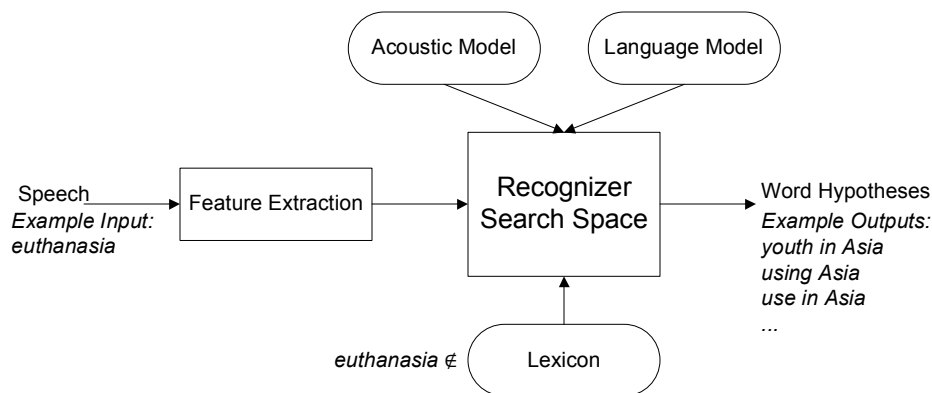 Acoustic Model
Language Model
Speech
Example Input:
euthanasia
Feature Extraction
Recognizer
Search Space
Word Hypotheses
Example Outputs:
youth in Asia
using Asia
use in Asia
...
euthanasia ∉
Lexicon